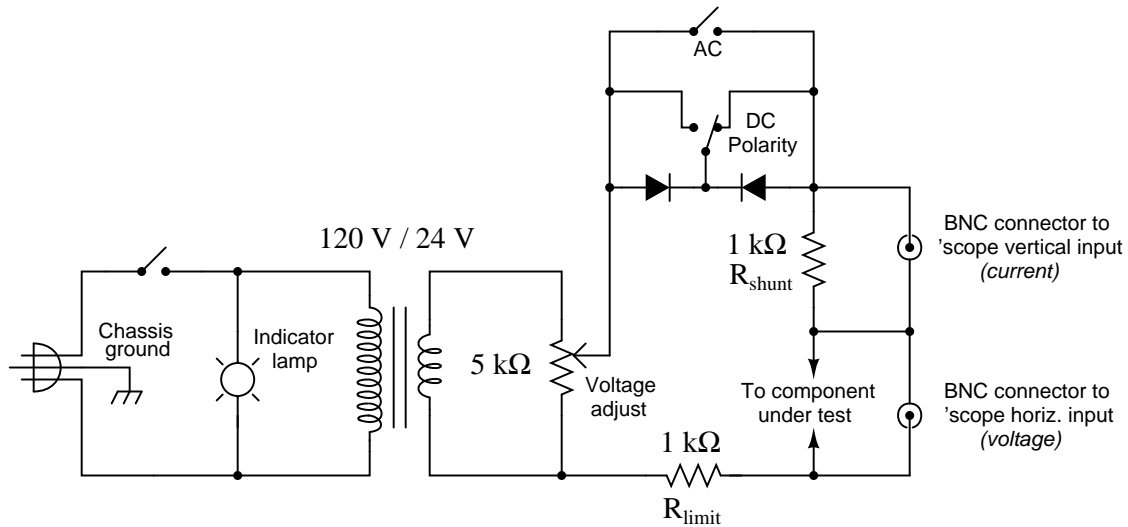 AC
DC
Polarity
120 V / 24 V
1 kΩ
R_shunt
BNC connector to
’scope vertical input
(current)
Chassis
ground
Indicator
lamp
5 kΩ
Voltage
adjust
To component
under test
BNC connector to
’scope horiz. input
(voltage)
1 kΩ
R_limit